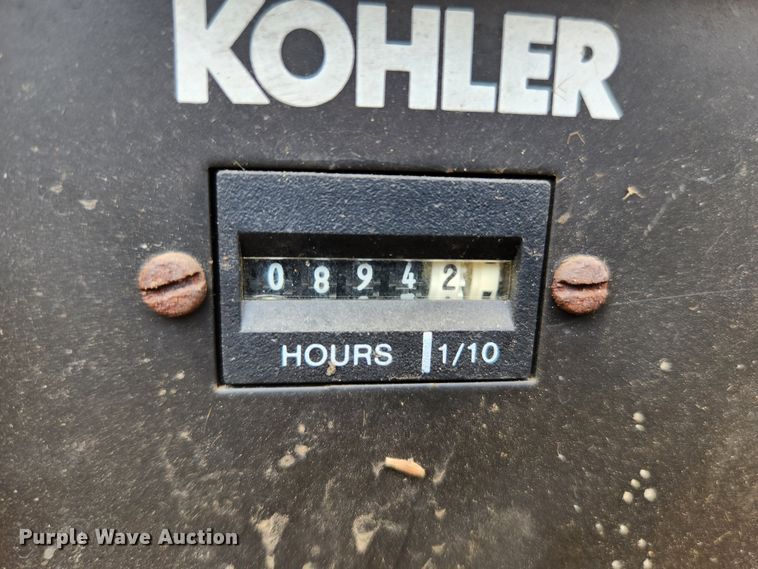 KOHLER
08942
HOURS 1/10
Purple Wave Auction